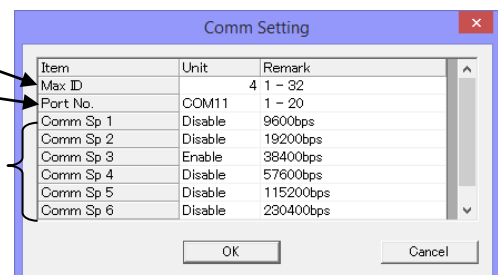 Comm Setting
Item Unit Remark
Max ID 4 1 - 32
Port No. COM11 1 - 20
Comm Sp 1 Disable 9600bps
Comm Sp 2 Disable 19200bps
Comm Sp 3 Enable 38400bps
Comm Sp 4 Disable 57600bps
Comm Sp 5 Disable 115200bps
Comm Sp 6 Disable 230400bps
OK Cancel